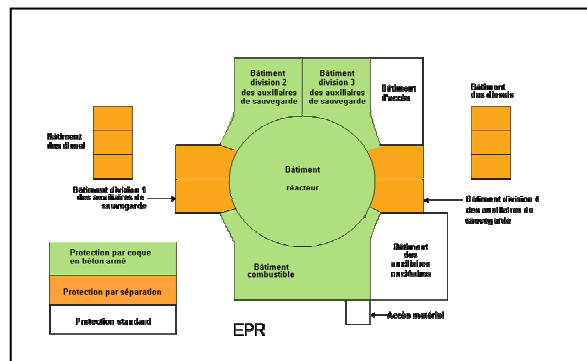 Bâtiment
division 2
des auxiliaires
de sauvegarde
Bâtiment
division 3
des auxiliaires
de sauvegarde
Bâtiment
d'accès
Bâtiment
des diesels
Bâtiment
des diesel
Bâtiment
réacteur
Bâtiment division 1
des auxiliaires de
sauvegarde
Bâtiment division 4
des auxiliaires de
sauvegarde
Bâtiment
des
auxiliaires
nucléaires
Bâtiment
combustible
Protection par coque
en béton armé
Protection par séparation
Protection standard
Accès matériel
EPR